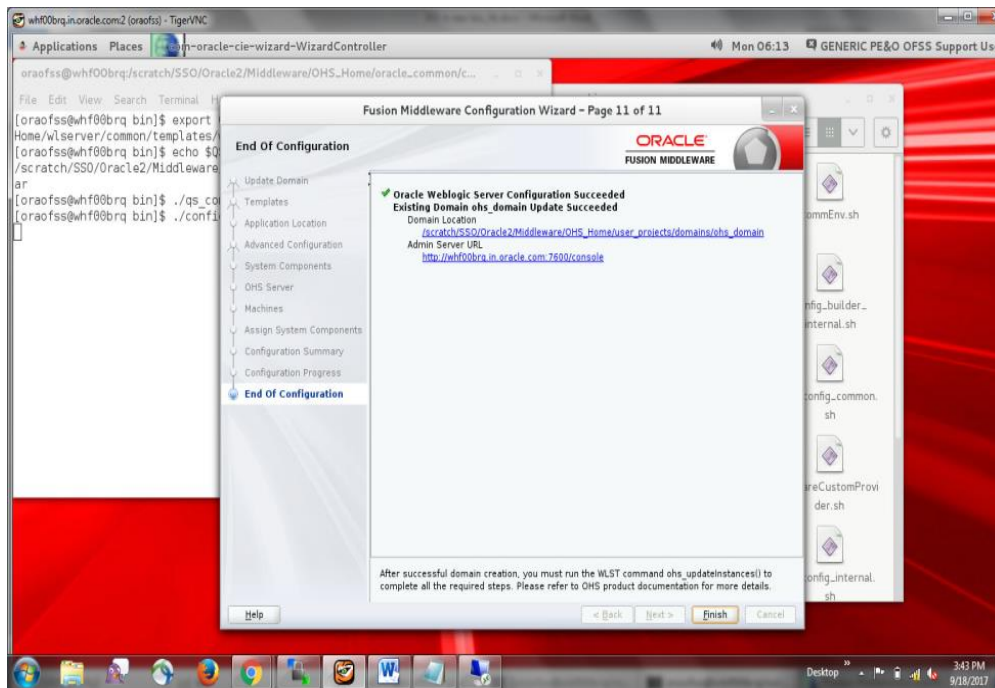 whf00brq.in.oracle.com:2 (oraofss) - TigerVNC
Applications Places com-oracle-cie-wizard-WizardController Mon 06:13 GENERIC PE&O OFSS Support Us
oraofss@whf00brq:/scratch/SSO/Oracle2/Middleware/OHS_Home/oracle_common/c...
File Edit View Search Terminal H
[oraofss@whf00brq bin]$ export
Home/wlserver/common/templates/
[oraofss@whf00brq bin]$ echo $QS
/scratch/SSO/Oracle2/Middleware
ar
[oraofss@whf00brq bin]$ ./qs_co
[oraofss@whf00brq bin]$ ./confi
Fusion Middleware Configuration Wizard - Page 11 of 11
End Of Configuration
ORACLE
FUSION MIDDLEWARE
Update Domain
Templates
Application Location
Advanced Configuration
System Components
OHS Server
Machines
Assign System Components
Configuration Summary
Configuration Progress
End Of Configuration
Oracle Weblogic Server Configuration Succeeded
Existing Domain ohs_domain Update Succeeded
Domain Location
/scratch/SSO/Oracle2/Middleware/OHS_Home/user_projects/domains/ohs_domain
Admin Server URL
http://whf00brq.in.oracle.com:7600/console
After successful domain creation, you must run the WLST command ohs_updateInstances() to
complete all the required steps. Please refer to OHS product documentation for more details.
Help
< Back Next > Finish Cancel
ommEnv.sh
nfig_builder_
internal.sh
config_common.
sh
areCustomProvi
der.sh
config_internal.
sh
Desktop
3:43 PM
9/18/2017